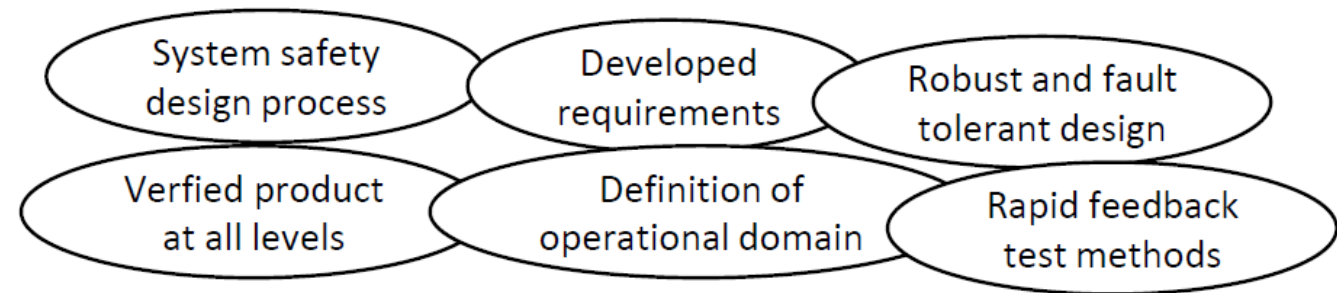 System safety
design process
Developed
requirements
Robust and fault
tolerant design
Verfied product
at all levels
Definition of
operational domain
Rapid feedback
test methods